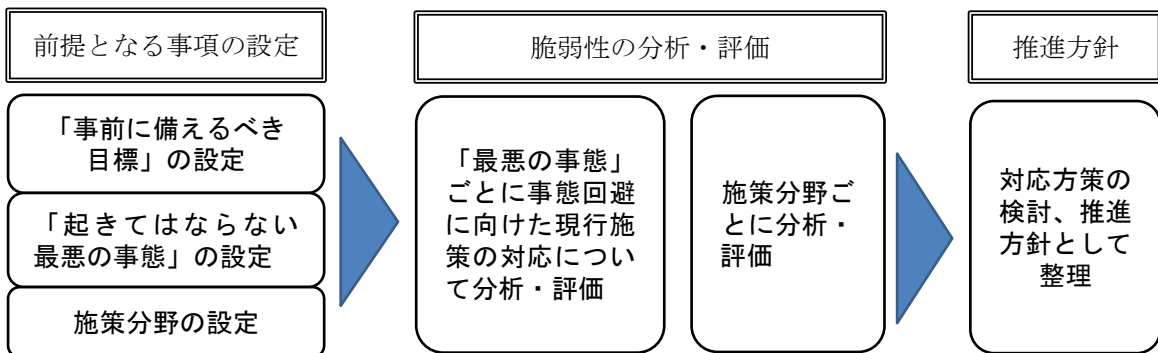 前提となる事項の設定
脆弱性の分析・評価
推進方針
「事前に備えるべき
目標」の設定
「起きてはならない
最悪の事態」の設定
施策分野の設定
「最悪の事態」
ごとに事態回避
に向けた現行施
策の対応につい
て分析・評価
施策分野ご
とに分析・
評価
対応方策の
検討、推進
方針として
整理